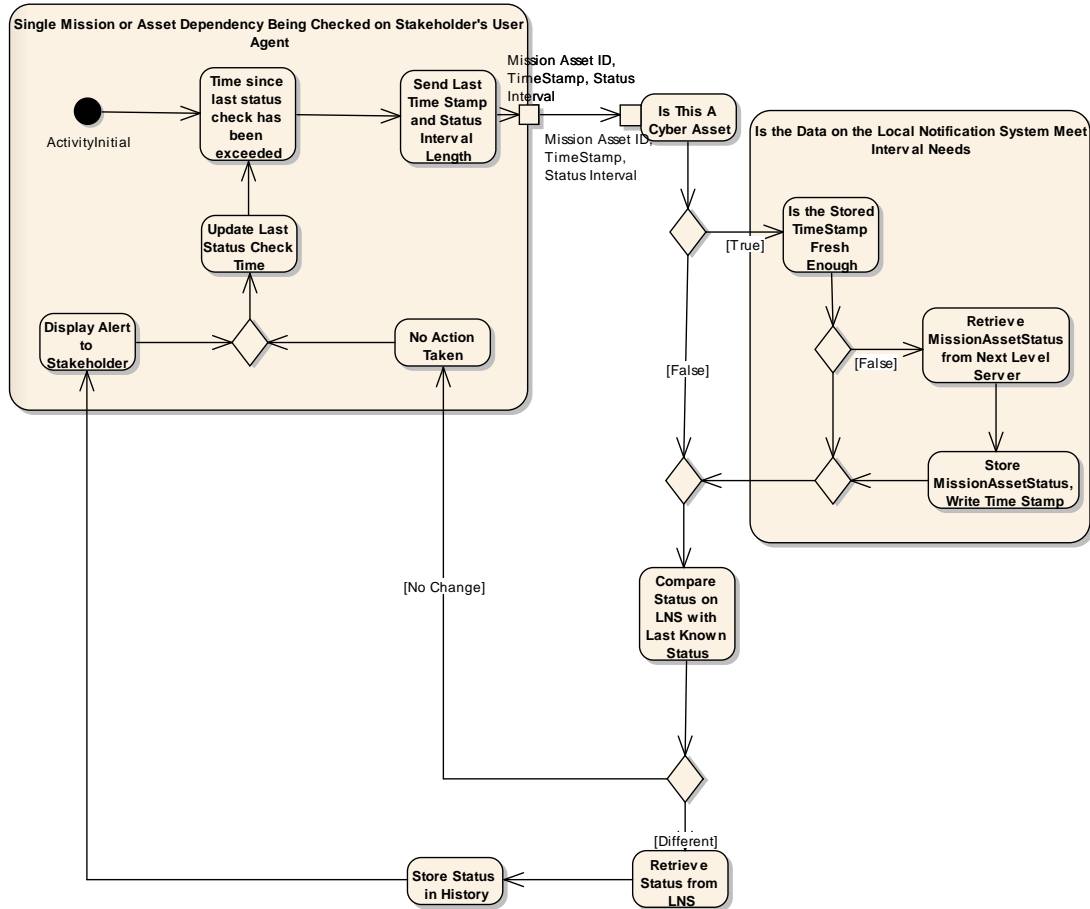 Single Mission or Asset Dependency Being Checked on Stakeholder's User
Agent
Time since
last status
check has
been
exceeded
Send Last
Time Stamp
and Status
Interval
Length
Mission Asset ID,
TimeStamp, Status
Interval
Mission Asset ID,
TimeStamp,
Status Interval
Is This A
Cyber Asset
ActivityInitial
Is the Data on the Local Notification System Meet
Interval Needs
Is the Stored
TimeStamp
Fresh
Enough
[True]
Update Last
Status Check
Time
Display Alert
to
Stakeholder
No Action
Taken
[False]
[False]
Retrieve
MissionAssetStatus
from Next Level
Server
Store
MissionAssetStatus,
Write Time Stamp
[No Change]
Compare
Status on
LNS with
Last Known
Status
[Different]
Retrieve
Status from
LNS
Store Status
in History